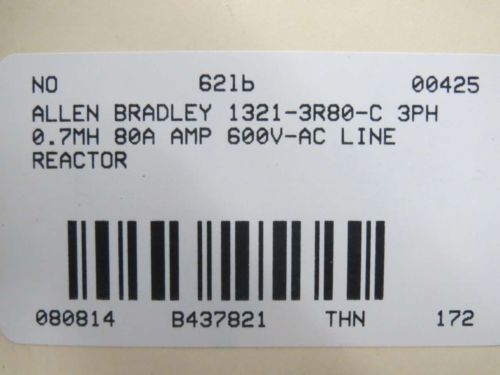 NO 62lb 00425
ALLEN BRADLEY 1321-3R80-C 3PH
0.7MH 80A AMP 600V-AC LINE
REACTOR
080814 B437821 THN 172